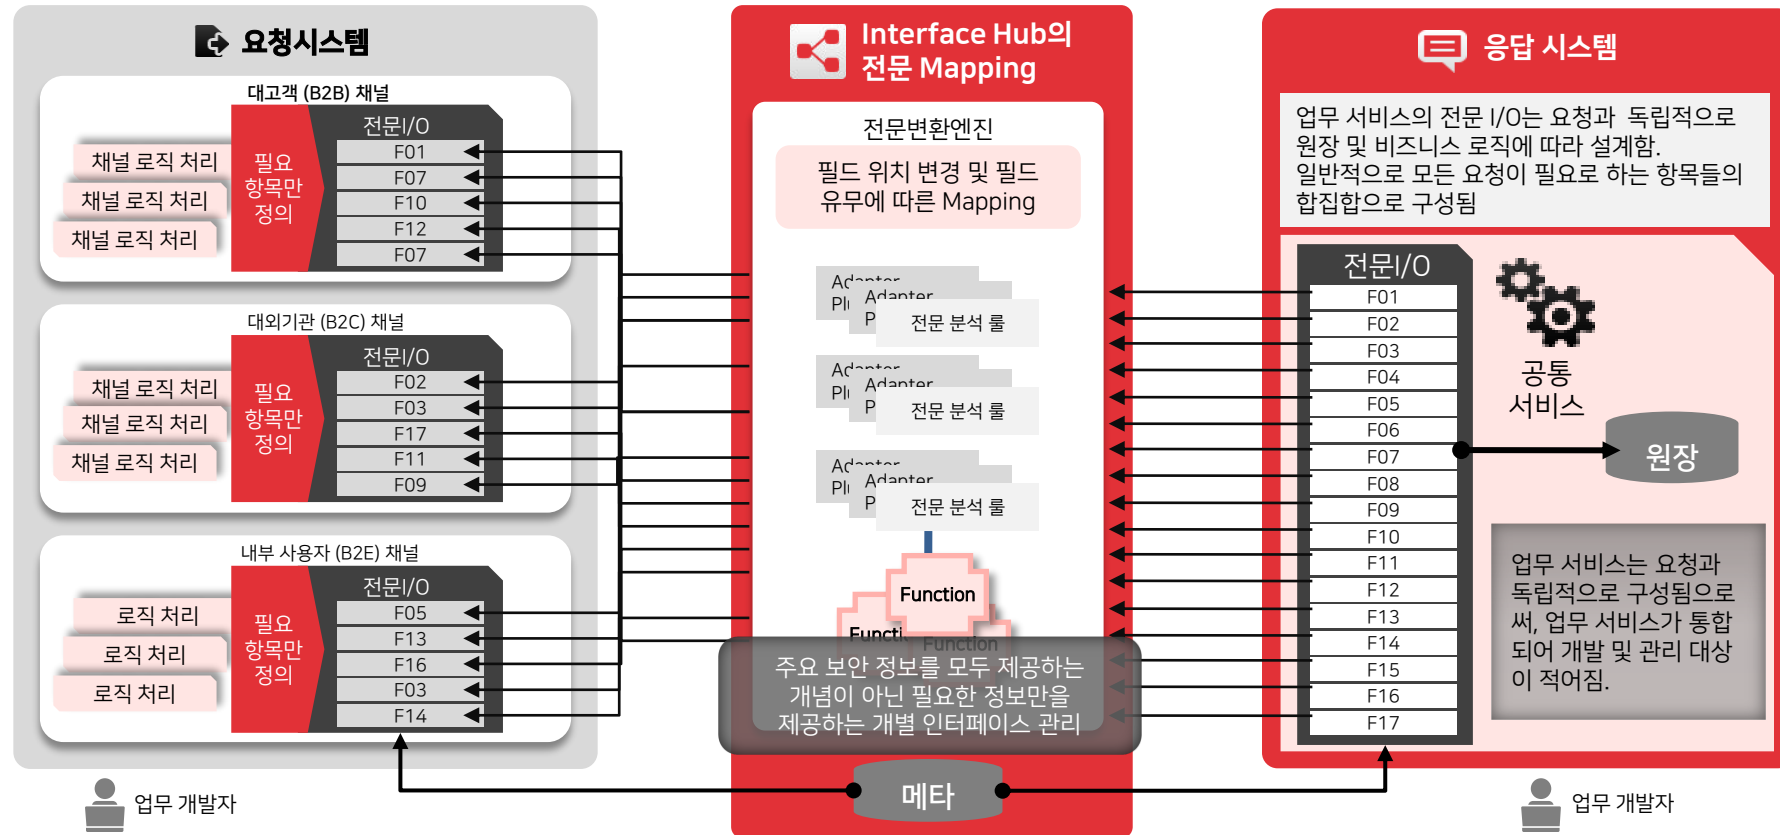 요청시스템
대고객 (B2B) 채널
채널 로직 처리
채널 로직 처리
채널 로직 처리
필요
항목만
정의
전문I/O
F01
F07
F10
F12
F07
대외기관 (B2C) 채널
채널 로직 처리
채널 로직 처리
채널 로직 처리
필요
항목만
정의
전문I/O
F02
F03
F17
F11
F09
내부 사용자 (B2E) 채널
로직 처리
로직 처리
로직 처리
필요
항목만
정의
전문I/O
F05
F13
F16
F03
F14
업무 개발자
Interface Hub의
전문 Mapping
전문변환엔진
필드 위치 변경 및 필드
유무에 따른 Mapping
Adapter
Adapter
전문 분석 룰
Adapter
Adapter
전문 분석 룰
Adapter
Adapter
전문 분석 룰
Function
Function
주요 보안 정보를 모두 제공하는
개념이 아닌 필요한 정보만을
제공하는 개별 인터페이스 관리
메타
응답 시스템
업무 서비스의 전문 I/O는 요청과 독립적으로
원장 및 비즈니스 로직에 따라 설계함.
일반적으로 모든 요청이 필요로 하는 항목들의
합집합으로 구성됨
전문I/O
F01
F02
F03
F04
F05
F06
F07
F08
F09
F10
F11
F12
F13
F14
F15
F16
F17
공통
서비스
원장
업무 서비스는 요청과
독립적으로 구성됨으로
써, 업무 서비스가 통합
되어 개발 및 관리 대상
이 적어짐.
업무 개발자